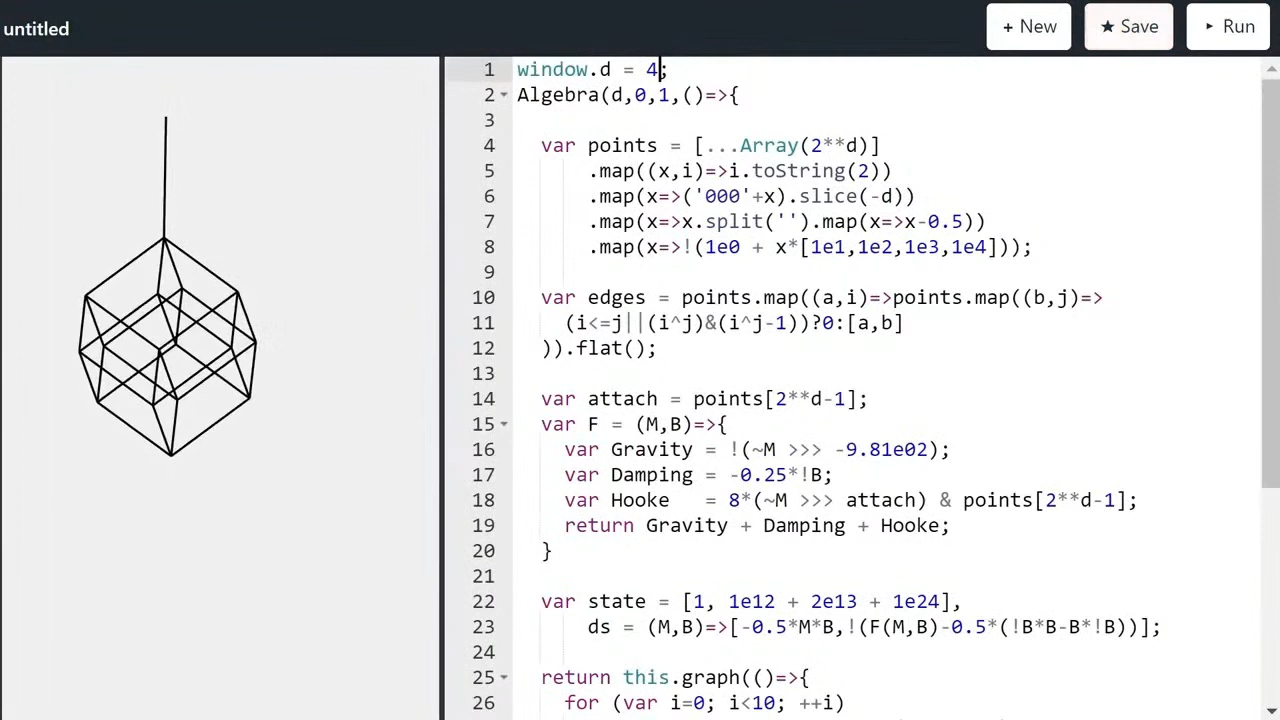 untitled
+ New
★ Save
‣ Run
1 window.d = 4;
2 Algebra(d,0,1,()=>{
3
4 var points = [...Array(2**d)]
5 .map((x,i)=>i.toString(2))
6 .map(x=>('000'+x).slice(-d))
7 .map(x=>x.split('').map(x=>x-0.5))
8 .map(x=>!(1e0 + x*[1e1,1e2,1e3,1e4]));
9
10 var edges = points.map((a,i)=>points.map((b,j)=>
11 (i<=j||(i^j)&(i^j-1))?0:[a,b]
12 )).flat();
13
14 var attach = points[2**d-1];
15 var F = (M,B)=>{
16 var Gravity = !(~M >>> -9.81e02);
17 var Damping = -0.25*!B;
18 var Hooke   = 8*(~M >>> attach) & points[2**d-1];
19 return Gravity + Damping + Hooke;
20 }
21
22 var state = [1, 1e12 + 2e13 + 1e24],
23 ds = (M,B)=>[-0.5*M*B,!(F(M,B)-0.5*(!B*B-B*!B))];
24
25 return this.graph(()=>{
26 for (var i=0; i<10; ++i)